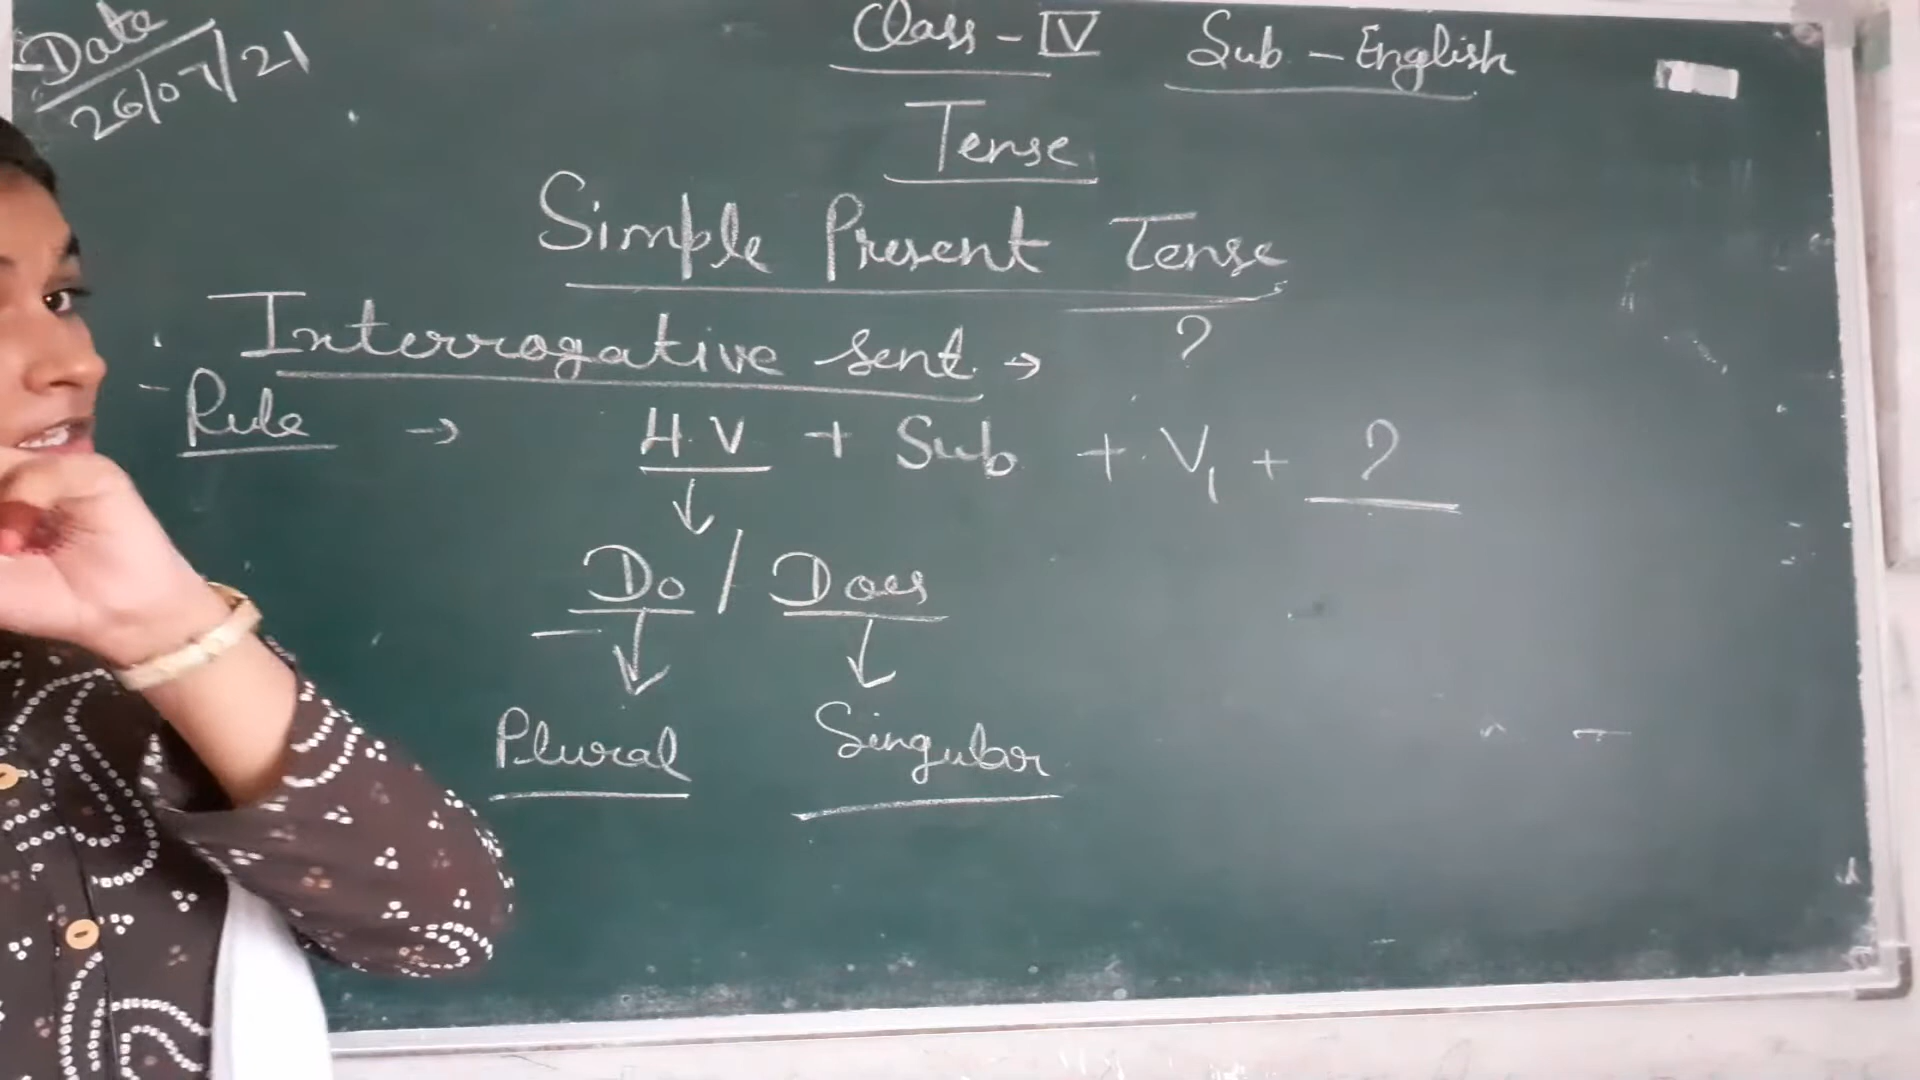 Date
26/07/21
Class - IV Sub - English
Tense
Simple Present Tense
Interrogative sent. → ?
Rule → H.V + Sub + V1 + ?
↓
Do / Does
↓ ↓
Plural Singular